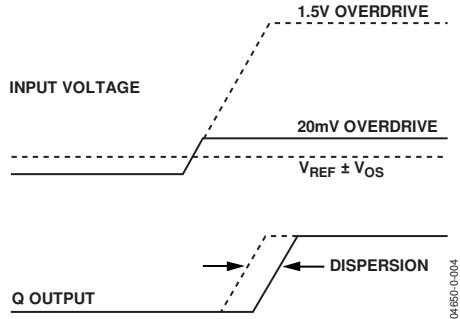 1.5V OVERDRIVE
INPUT VOLTAGE
20mV OVERDRIVE
VREF ± VOS
DISPERSION
Q OUTPUT
04650-0-004